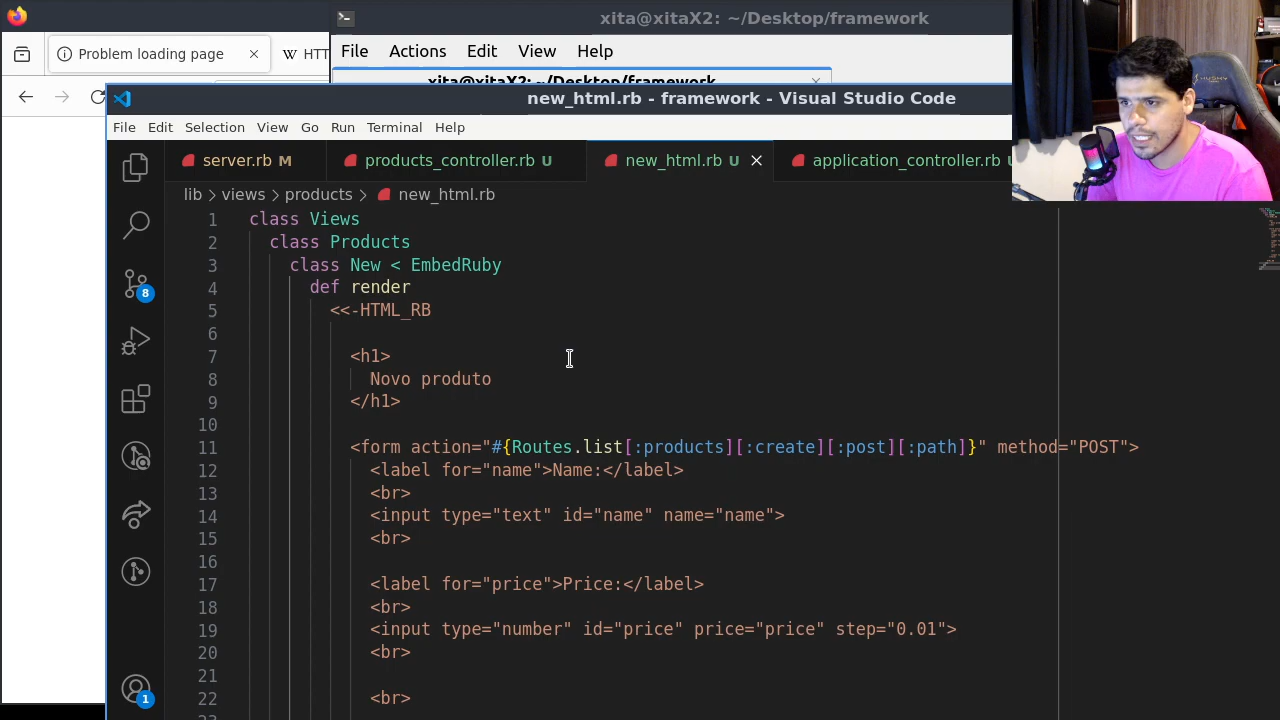 xita@xitaX2: ~/Desktop/framework
Problem loading page
W HTT
File Actions Edit View Help
xita@xitaX2: ~/Desktop/framework
new_html.rb - framework - Visual Studio Code
File Edit Selection View Go Run Terminal Help
server.rb M
products_controller.rb U
new_html.rb U
application_controller.rb U
lib > views > products > new_html.rb
1 class Views
2 class Products
3 class New < EmbedRuby
4 def render
5 <<-HTML_RB
6
7 <h1>
8 Novo produto
9 </h1>
10
11 <form action="#{Routes.list[:products][:create][:post][:path]}" method="POST">
12 <label for="name">Name:</label>
13 <br>
14 <input type="text" id="name" name="name">
15 <br>
16
17 <label for="price">Price:</label>
18 <br>
19 <input type="number" id="price" price="price" step="0.01">
20 <br>
21
22 <br>
8
1